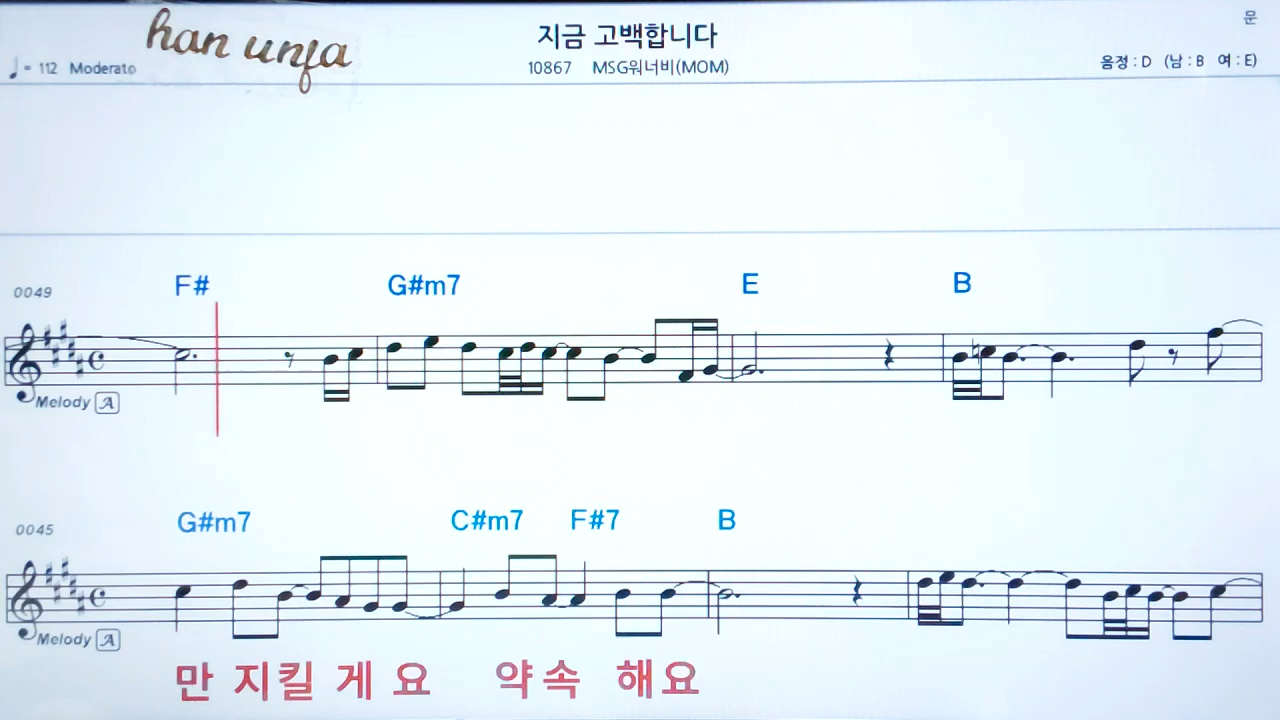 han unja
지금 고백합니다
문
♩= 112 Moderato
10867 MSG워너비(MOM)
음정 : D (남 : B 여 : E)
0049
F# G#m7 E B
Melody A
0045
G#m7 C#m7 F#7 B
Melody A
만 지킬 게 요 약속 해요